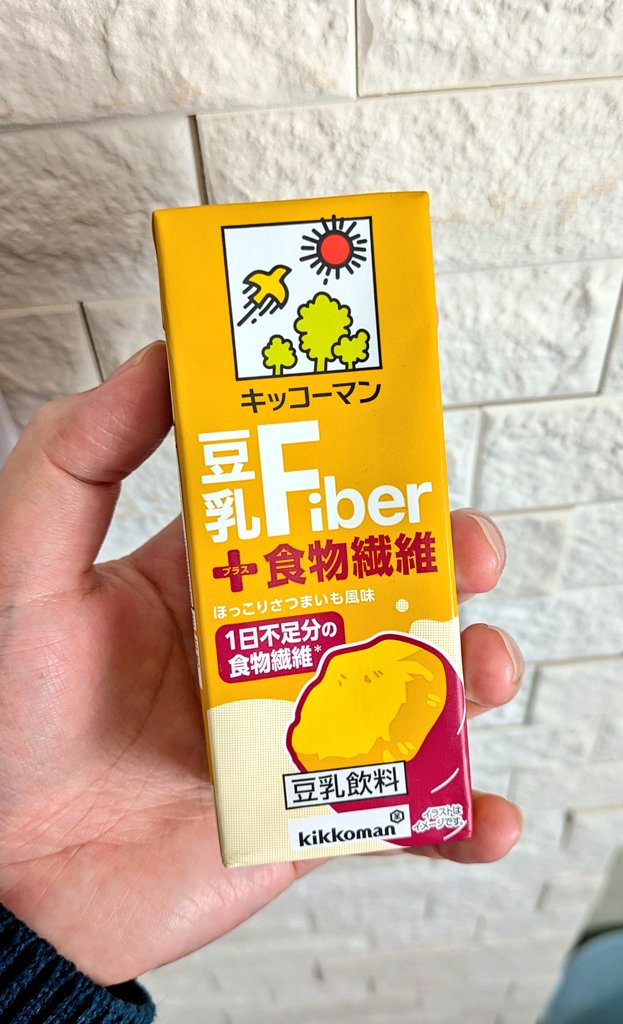 キッコーマン
豆乳Fiber
プラス
+食物繊維
ほっこりさつまいも風味
1日不足分の
食物繊維*
豆乳飲料
kikkoman
イラストは
イメージです。